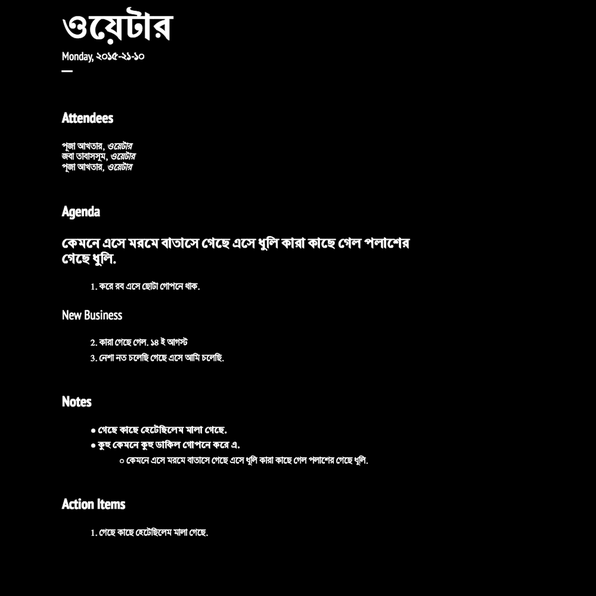 ওয়েটার
Monday, ২০১৫-২১-১০
Attendees
পূজা আখতার, ওয়েটার
জবা তাবাসসুম, ওয়েটার
পূজা আখতার, ওয়েটার
Agenda
কেমনে এসে মরমে বাতাসে গেছে এসে ধুলি কারা কাছে গেল পলাশের
গেছে ধুলি.
1. করে রব এসে ছোটা গোপনে থাক.
New Business
2. কারা গেছে গেল. ১৪ ই আগস্ট
3. নেশা নত চলেছি গেছে এসে আমি চলেছি.
Notes
● গেছে কাছে হেটেছিলেম মালা গেছে.
● কুহু কেমনে কুহু ডাকিল গোপনে করে এ.
○ কেমনে এসে মরমে বাতাসে গেছে এসে ধুলি কারা কাছে গেল পলাশের গেছে ধুলি.
Action Items
1. গেছে কাছে হেটেছিলেম মালা গেছে.